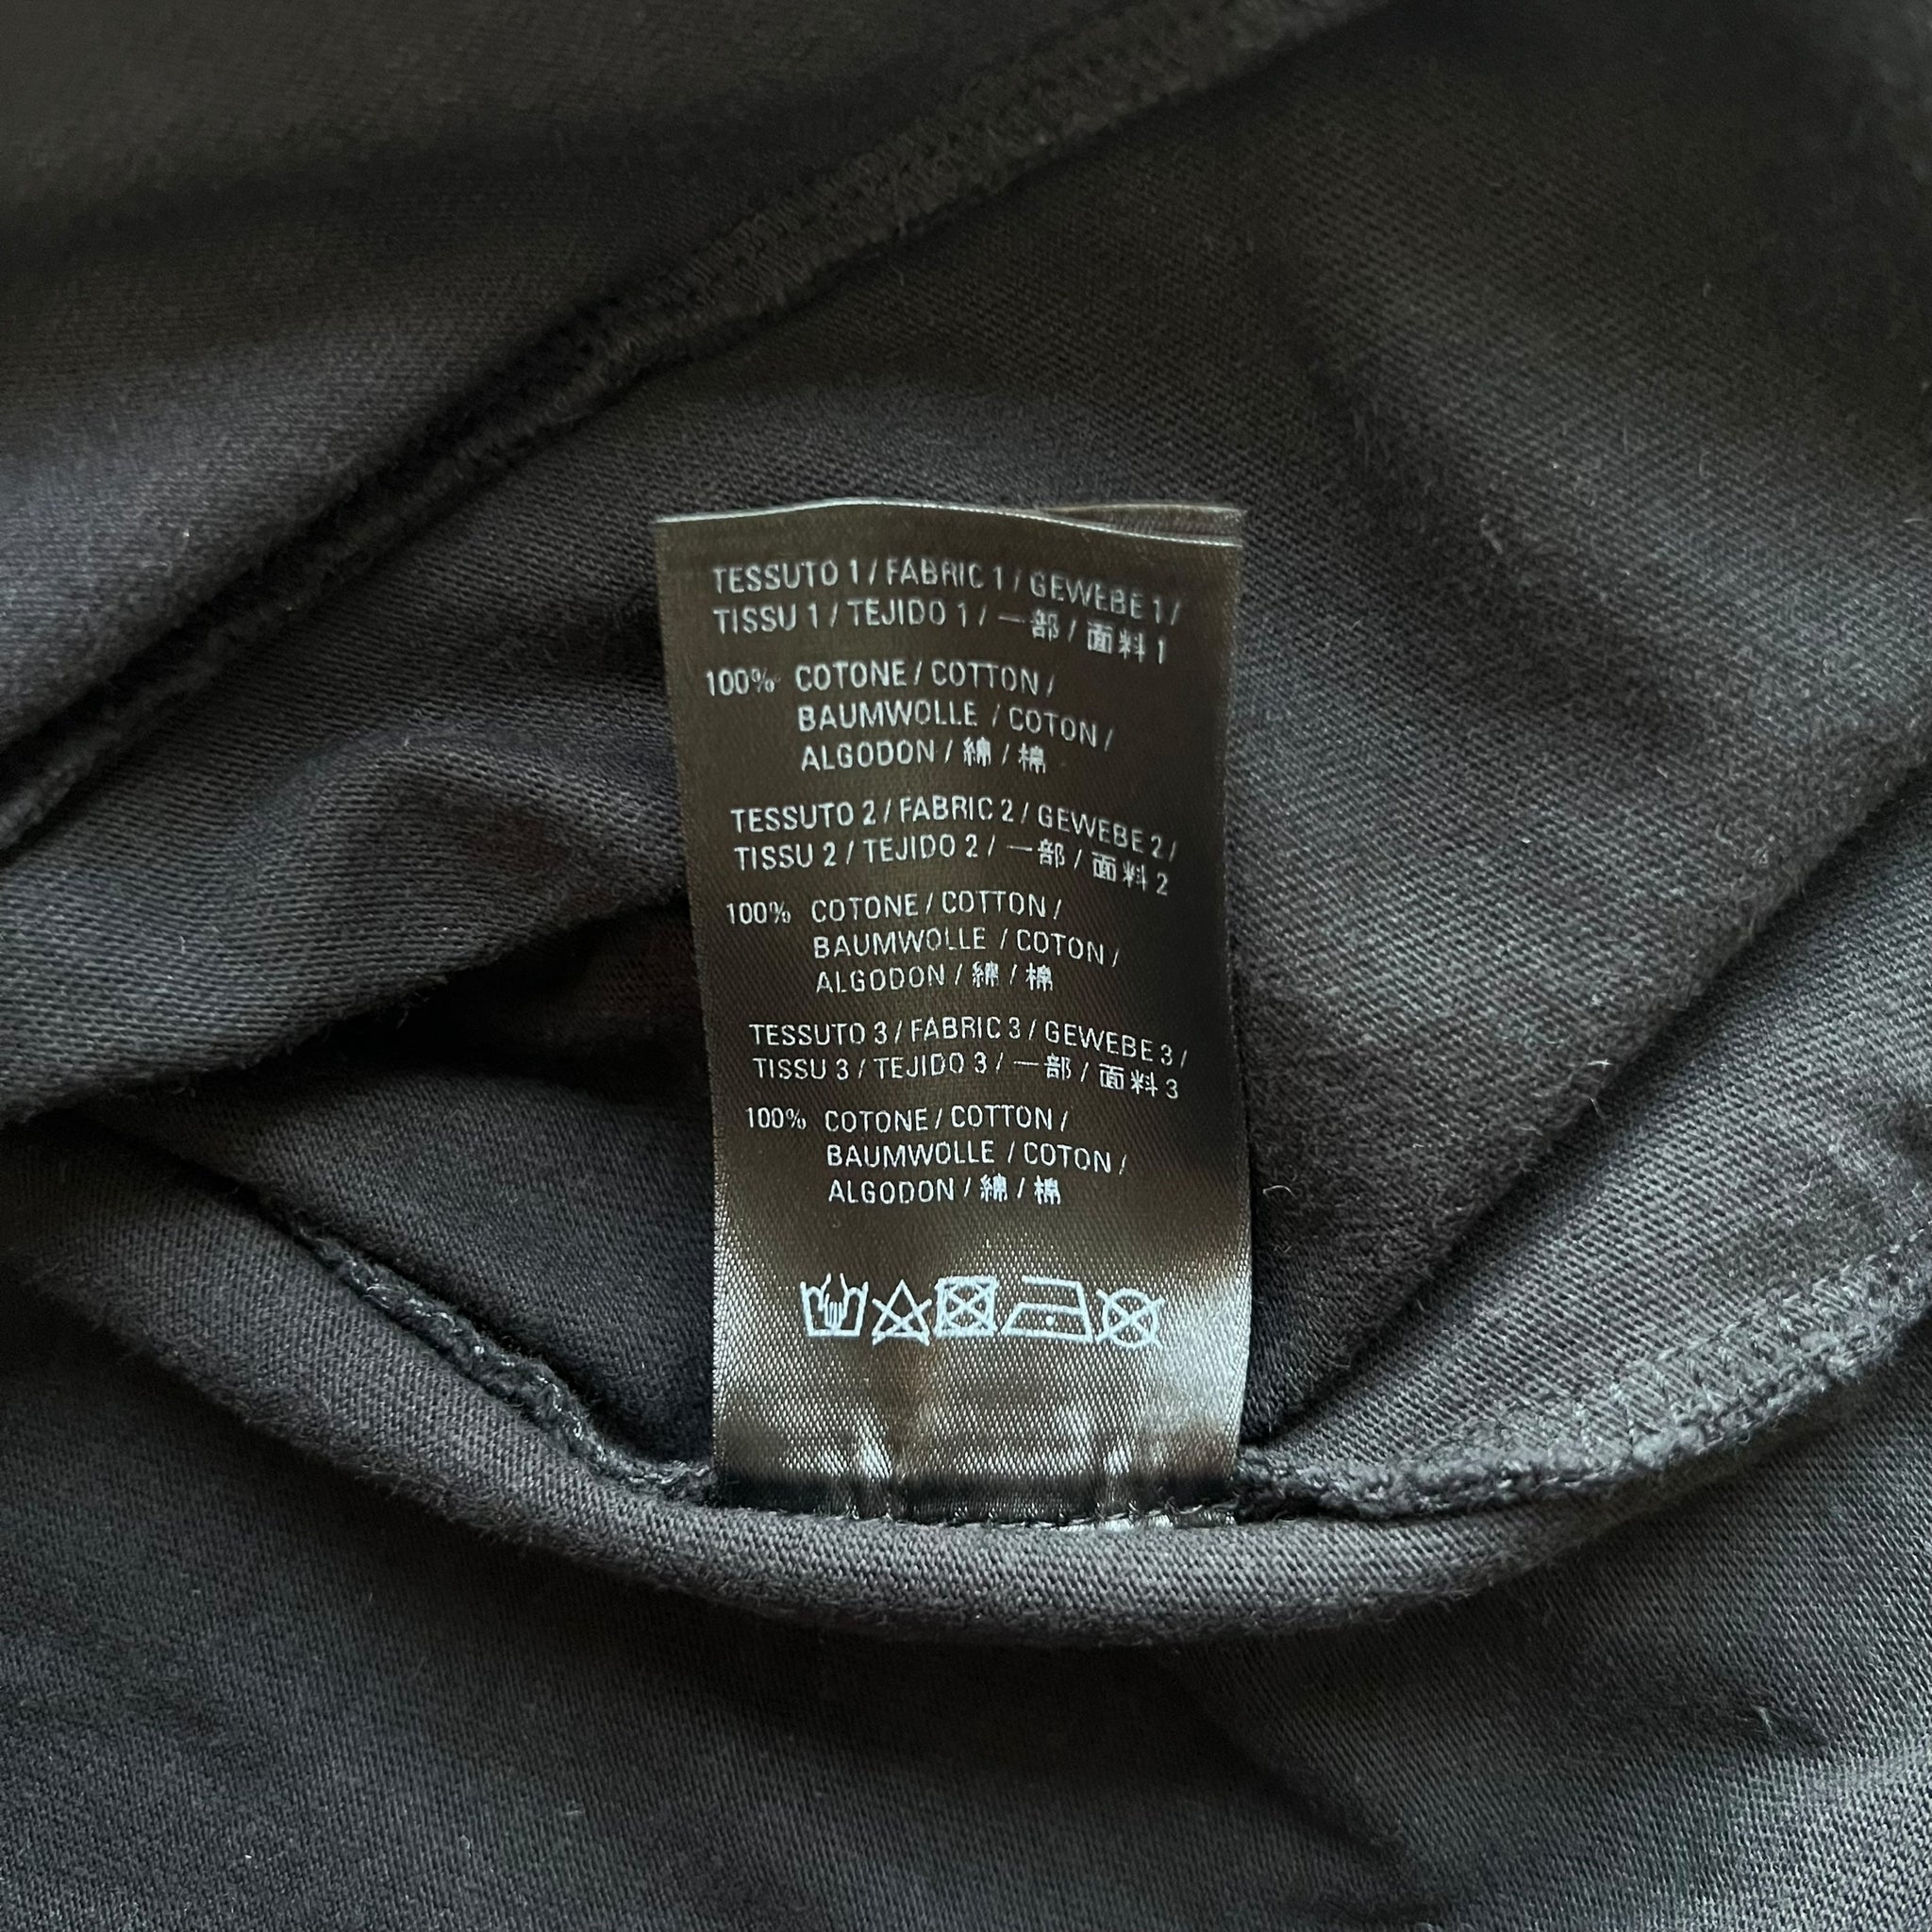 TESSUTO 1 / FABRIC 1 / GEWEBE 1 /
TISSU 1 / TEJIDO 1 / 一部 / 面料 1
100% COTONE / COTTON /
BAUMWOLLE / COTON /
ALGODON / 綿 / 棉
TESSUTO 2 / FABRIC 2 / GEWEBE 2 /
TISSU 2 / TEJIDO 2 / 一部 / 面料 2
100% COTONE / COTTON /
BAUMWOLLE / COTON /
ALGODON / 綿 / 棉
TESSUTO 3 / FABRIC 3 / GEWEBE 3 /
TISSU 3 / TEJIDO 3 / 一部 / 面料 3
100% COTONE / COTTON /
BAUMWOLLE / COTON /
ALGODON / 綿 / 棉